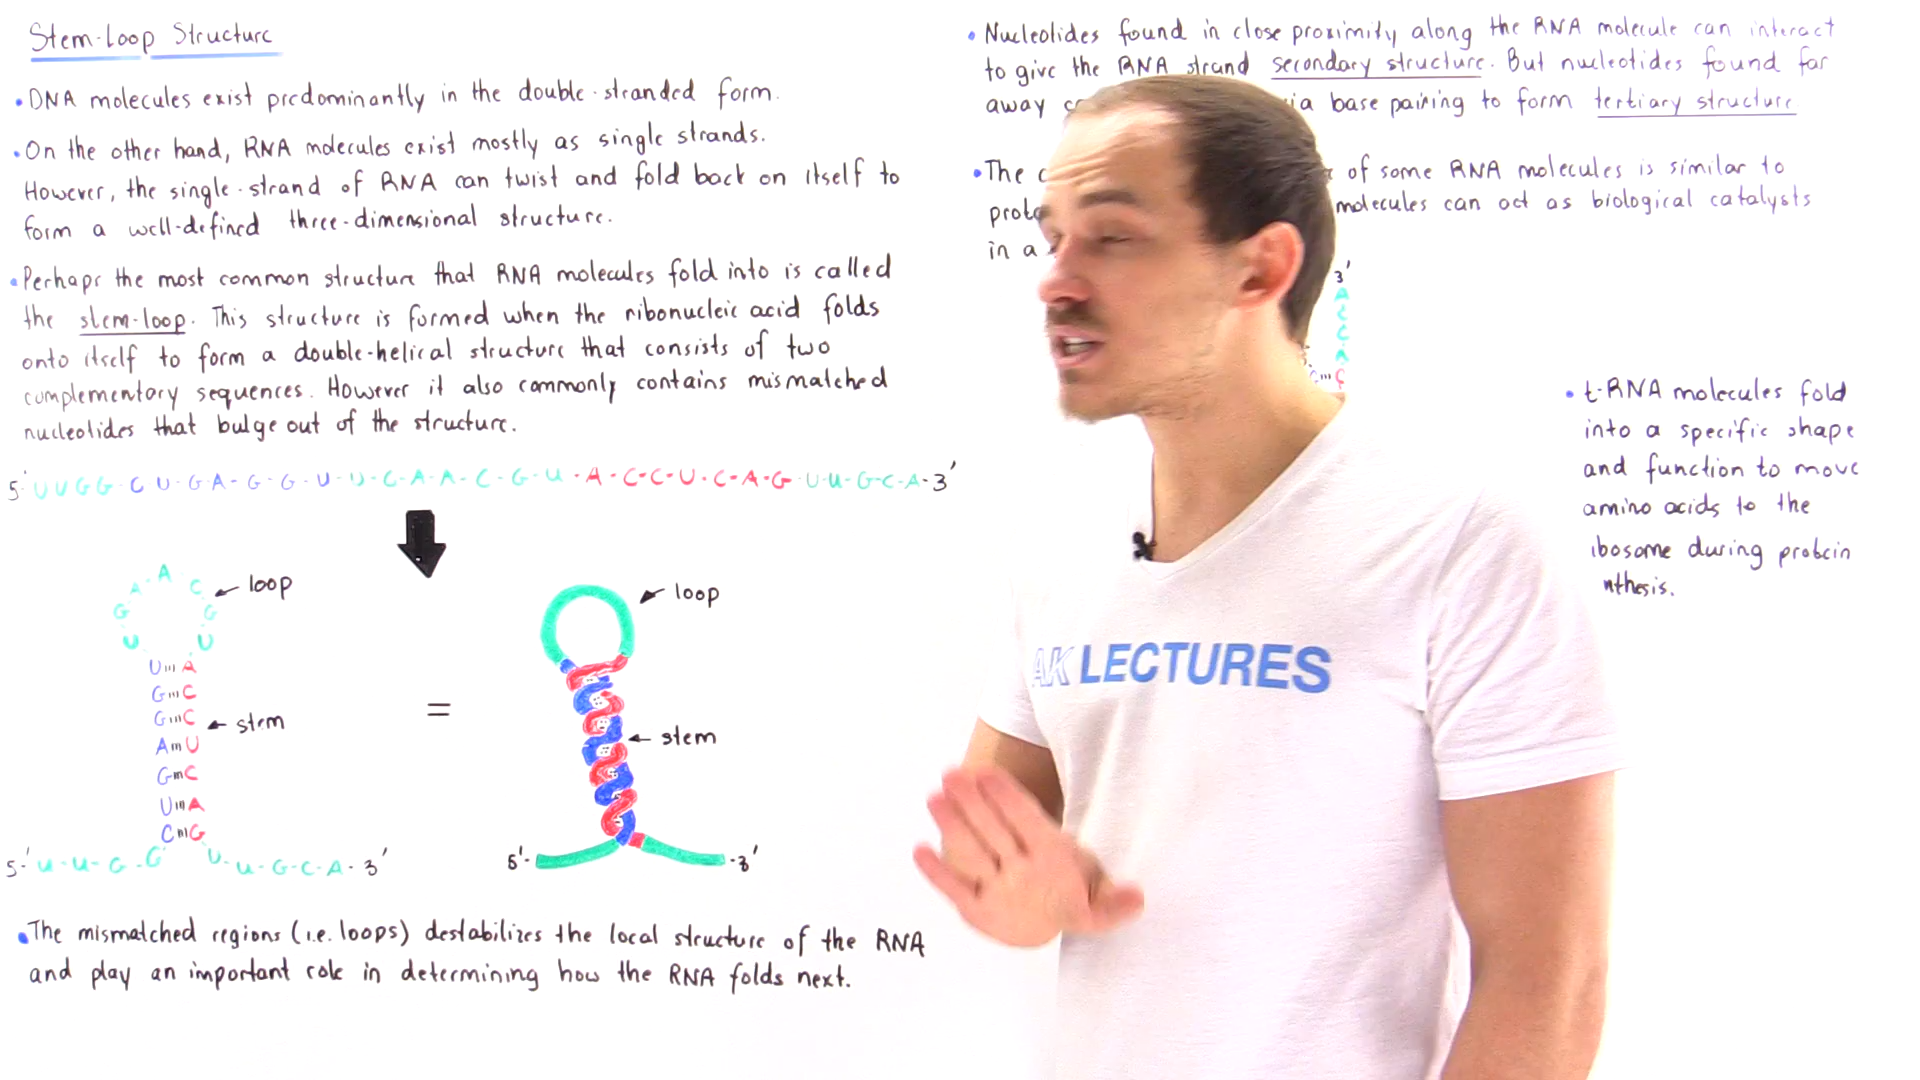 Stem-Loop Structure
• DNA molecules exist predominantly in the double-stranded form.
• On the other hand, RNA molecules exist mostly as single strands.
However, the single-strand of RNA can twist and fold back on itself to
form a well-defined three-dimensional structure.
• Perhaps the most common structure that RNA molecules fold into is called
the stem-loop. This structure is formed when the ribonucleic acid folds
onto itself to form a double-helical structure that consists of two
complementary sequences. However it also commonly contains mismatched
nucleotides that bulge out of the structure.
5'-U U G G - C U - G A - G - G - U - U - C - A - A - C - G - U - A - C - C - U - C - A - G - U - U - G - C - A - 3'
A A C
G G
U U
loop
U A
G C
G C
stem
A U
G C
U A
C G
5'-U-U-G-G U-U-G-C-A-3'
=
loop
stem
5'- -3'
• The mismatched regions (i.e. loops) destabilizes the local structure of the RNA
and play an important role in determining how the RNA folds next.
• Nucleotides found in close proximity along the RNA molecule can interact
to give the RNA strand secondary structure. But nucleotides found far
away via base pairing to form tertiary structure
• The of some RNA molecules is similar to
molecules can act as biological catalysts
in a
3'
A
C
C
A
C
• t-RNA molecules fold
into a specific shape
and function to move
amino acids to the
ibosome during protein
nthesis.
AK LECTURES